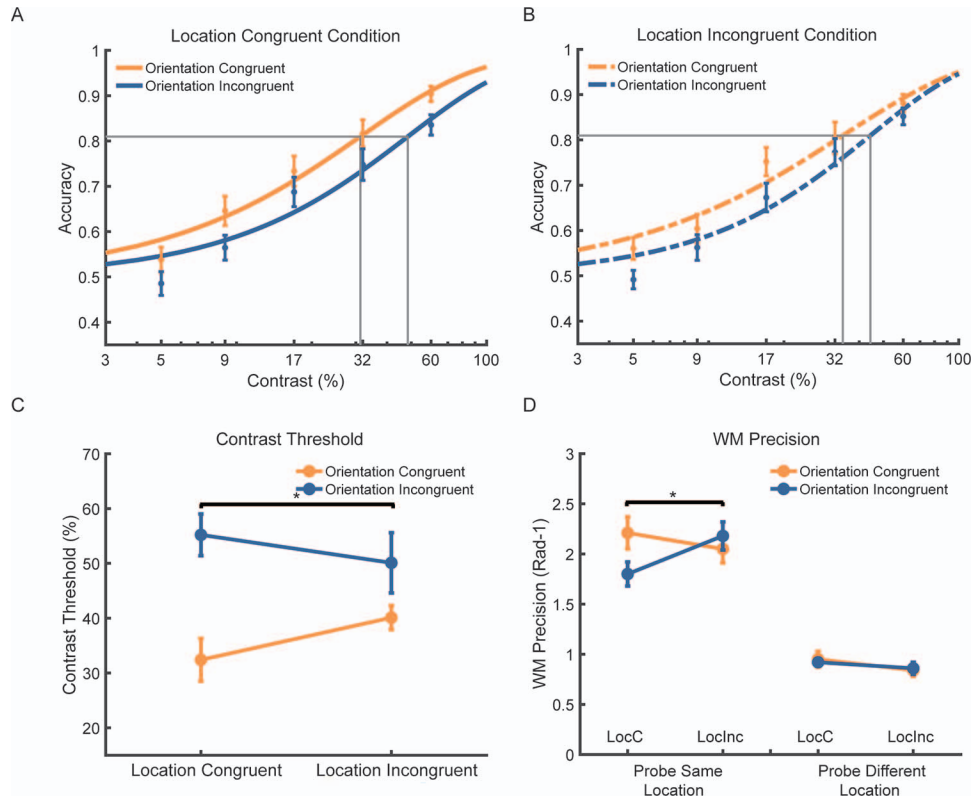 A
Location Congruent Condition
Orientation Congruent
Orientation Incongruent
1
0.9
0.8
0.7
0.6
0.5
0.4
Accuracy
3 5 9 17 32 60 100
Contrast (%)
B
Location Incongruent Condition
Orientation Congruent
Orientation Incongruent
1
0.9
0.8
0.7
0.6
0.5
0.4
Accuracy
3 5 9 17 32 60 100
Contrast (%)
C
Contrast Threshold
Orientation Congruent
Orientation Incongruent
*
70
60
50
40
30
20
Contrast Threshold (%)
Location Congruent Location Incongruent
D
WM Precision
Orientation Congruent
Orientation Incongruent
*
3
2.5
2
1.5
1
0.5
0
WM Precision (Rad-1)
LocC LocInc LocC LocInc
Probe Same Probe Different
Location Location